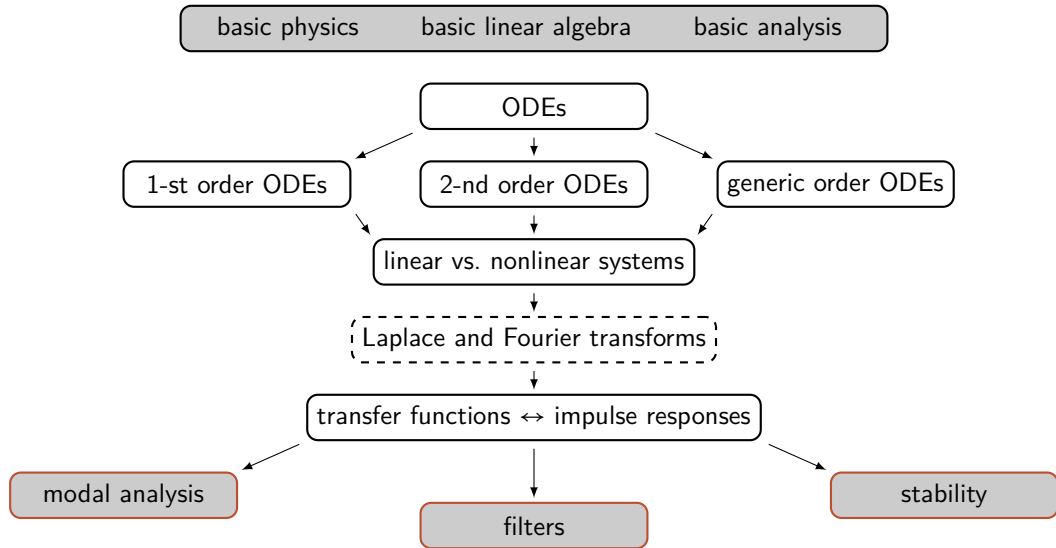 basic physics basic linear algebra basic analysis
ODEs
1-st order ODEs 2-nd order ODEs generic order ODEs
linear vs. nonlinear systems
Laplace and Fourier transforms
transfer functions ↔ impulse responses
modal analysis stability
filters